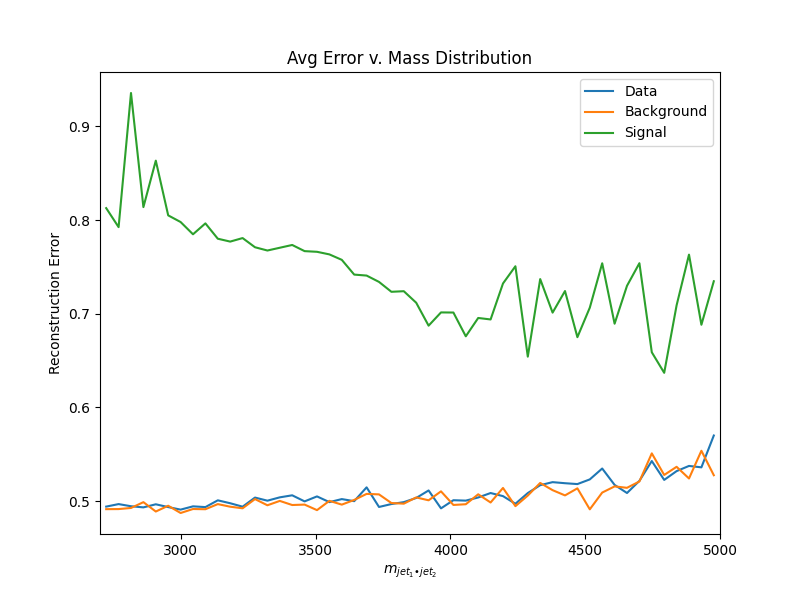 Avg Error v. Mass Distribution
Data
Background
Signal
Reconstruction Error
0.9
0.8
0.7
0.6
0.5
3000 3500 4000 4500 5000
m_{jet_1•jet_2}